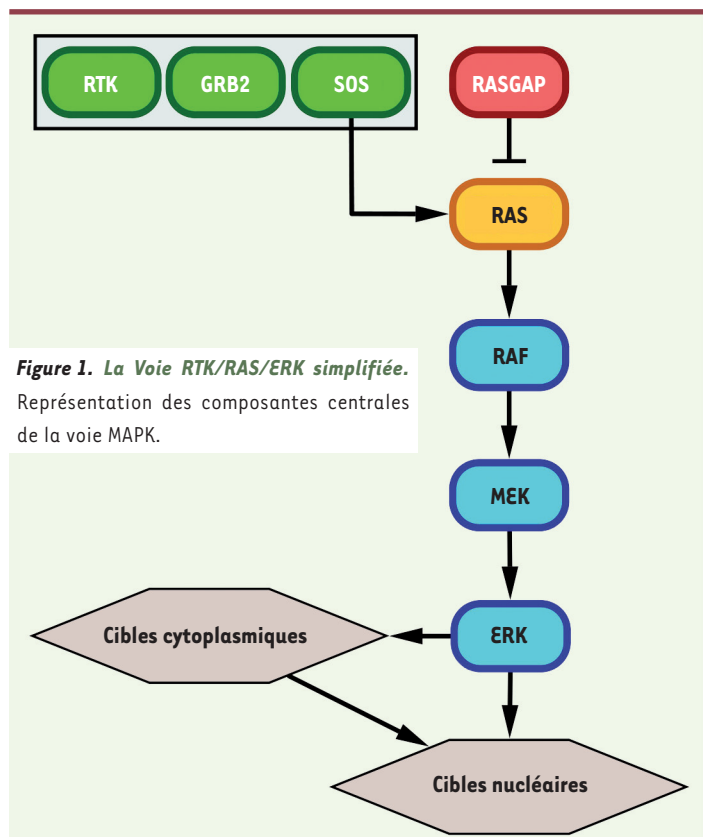 RTK GRB2 SOS RASGAP
RAS
RAF
Figure 1. La Voie RTK/RAS/ERK simplifiée.
Représentation des composantes centrales
de la voie MAPK.
MEK
Cibles cytoplasmiques
ERK
Cibles nucléaires